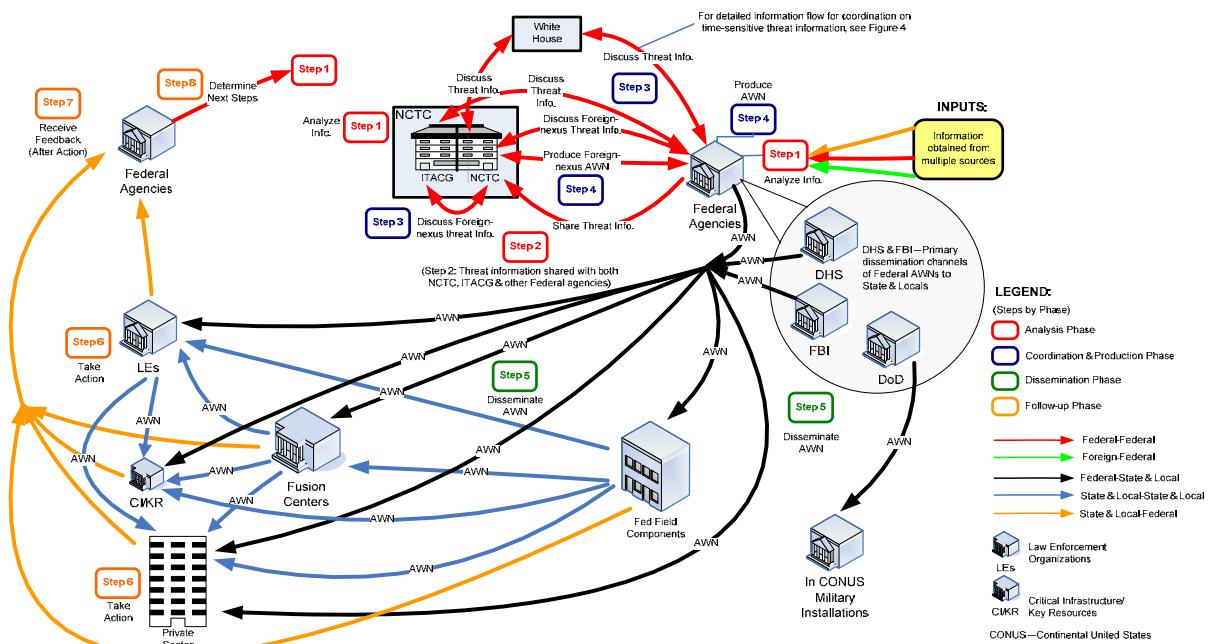 White
House
For detailed information flow for coordination on
time-sensitive threat information, see Figure 4
Discuss Threat Info.
Step 3
Discuss
Threat Info.
Discuss
Threat
Info.
Produce
AWN
Step 4
Step 7
Receive
Feedback
(After Action)
Step 8
Determine
Next Steps
Step 1
Federal
Agencies
Analyze
Info.
Step 1
NCTC
ITACG
NCTC
Discuss Foreign-
nexus Threat Info.
Produce Foreign-
nexus AWN
Step 4
Step 3
Discuss Foreign-
nexus threat Info.
Step 2
Share Threat Info.
(Step 2: Threat information shared with both
NCTC, ITACG & other Federal agencies)
Federal
Agencies
Step 1
Analyze Info.
INPUTS:
Information
obtained from
multiple sources
AWN
AWN
AWN
DHS
FBI
DoD
DHS & FBI—Primary
dissemination channels
of Federal AWNs to
State & Locals
Step 6
Take
Action
LEs
AWN
AWN
AWN
AWN
AWN
AWN
AWN
AWN
AWN
AWN
AWN
AWN
AWN
AWN
Step 5
Disseminate
AWN
Step 5
Disseminate
AWN
CI/KR
Fusion
Centers
Fed Field
Components
In CONUS
Military
Installations
Step 6
Take
Action
Private
LEGEND:
(Steps by Phase)
Analysis Phase
Coordination & Production Phase
Dissemination Phase
Follow-up Phase
Federal-Federal
Foreign-Federal
Federal-State & Local
State & Local-State & Local
State & Local-Federal
LEs
Law Enforcement
Organizations
CI/KR
Critical Infrastructure/
Key Resources
CONUS—Continental United States